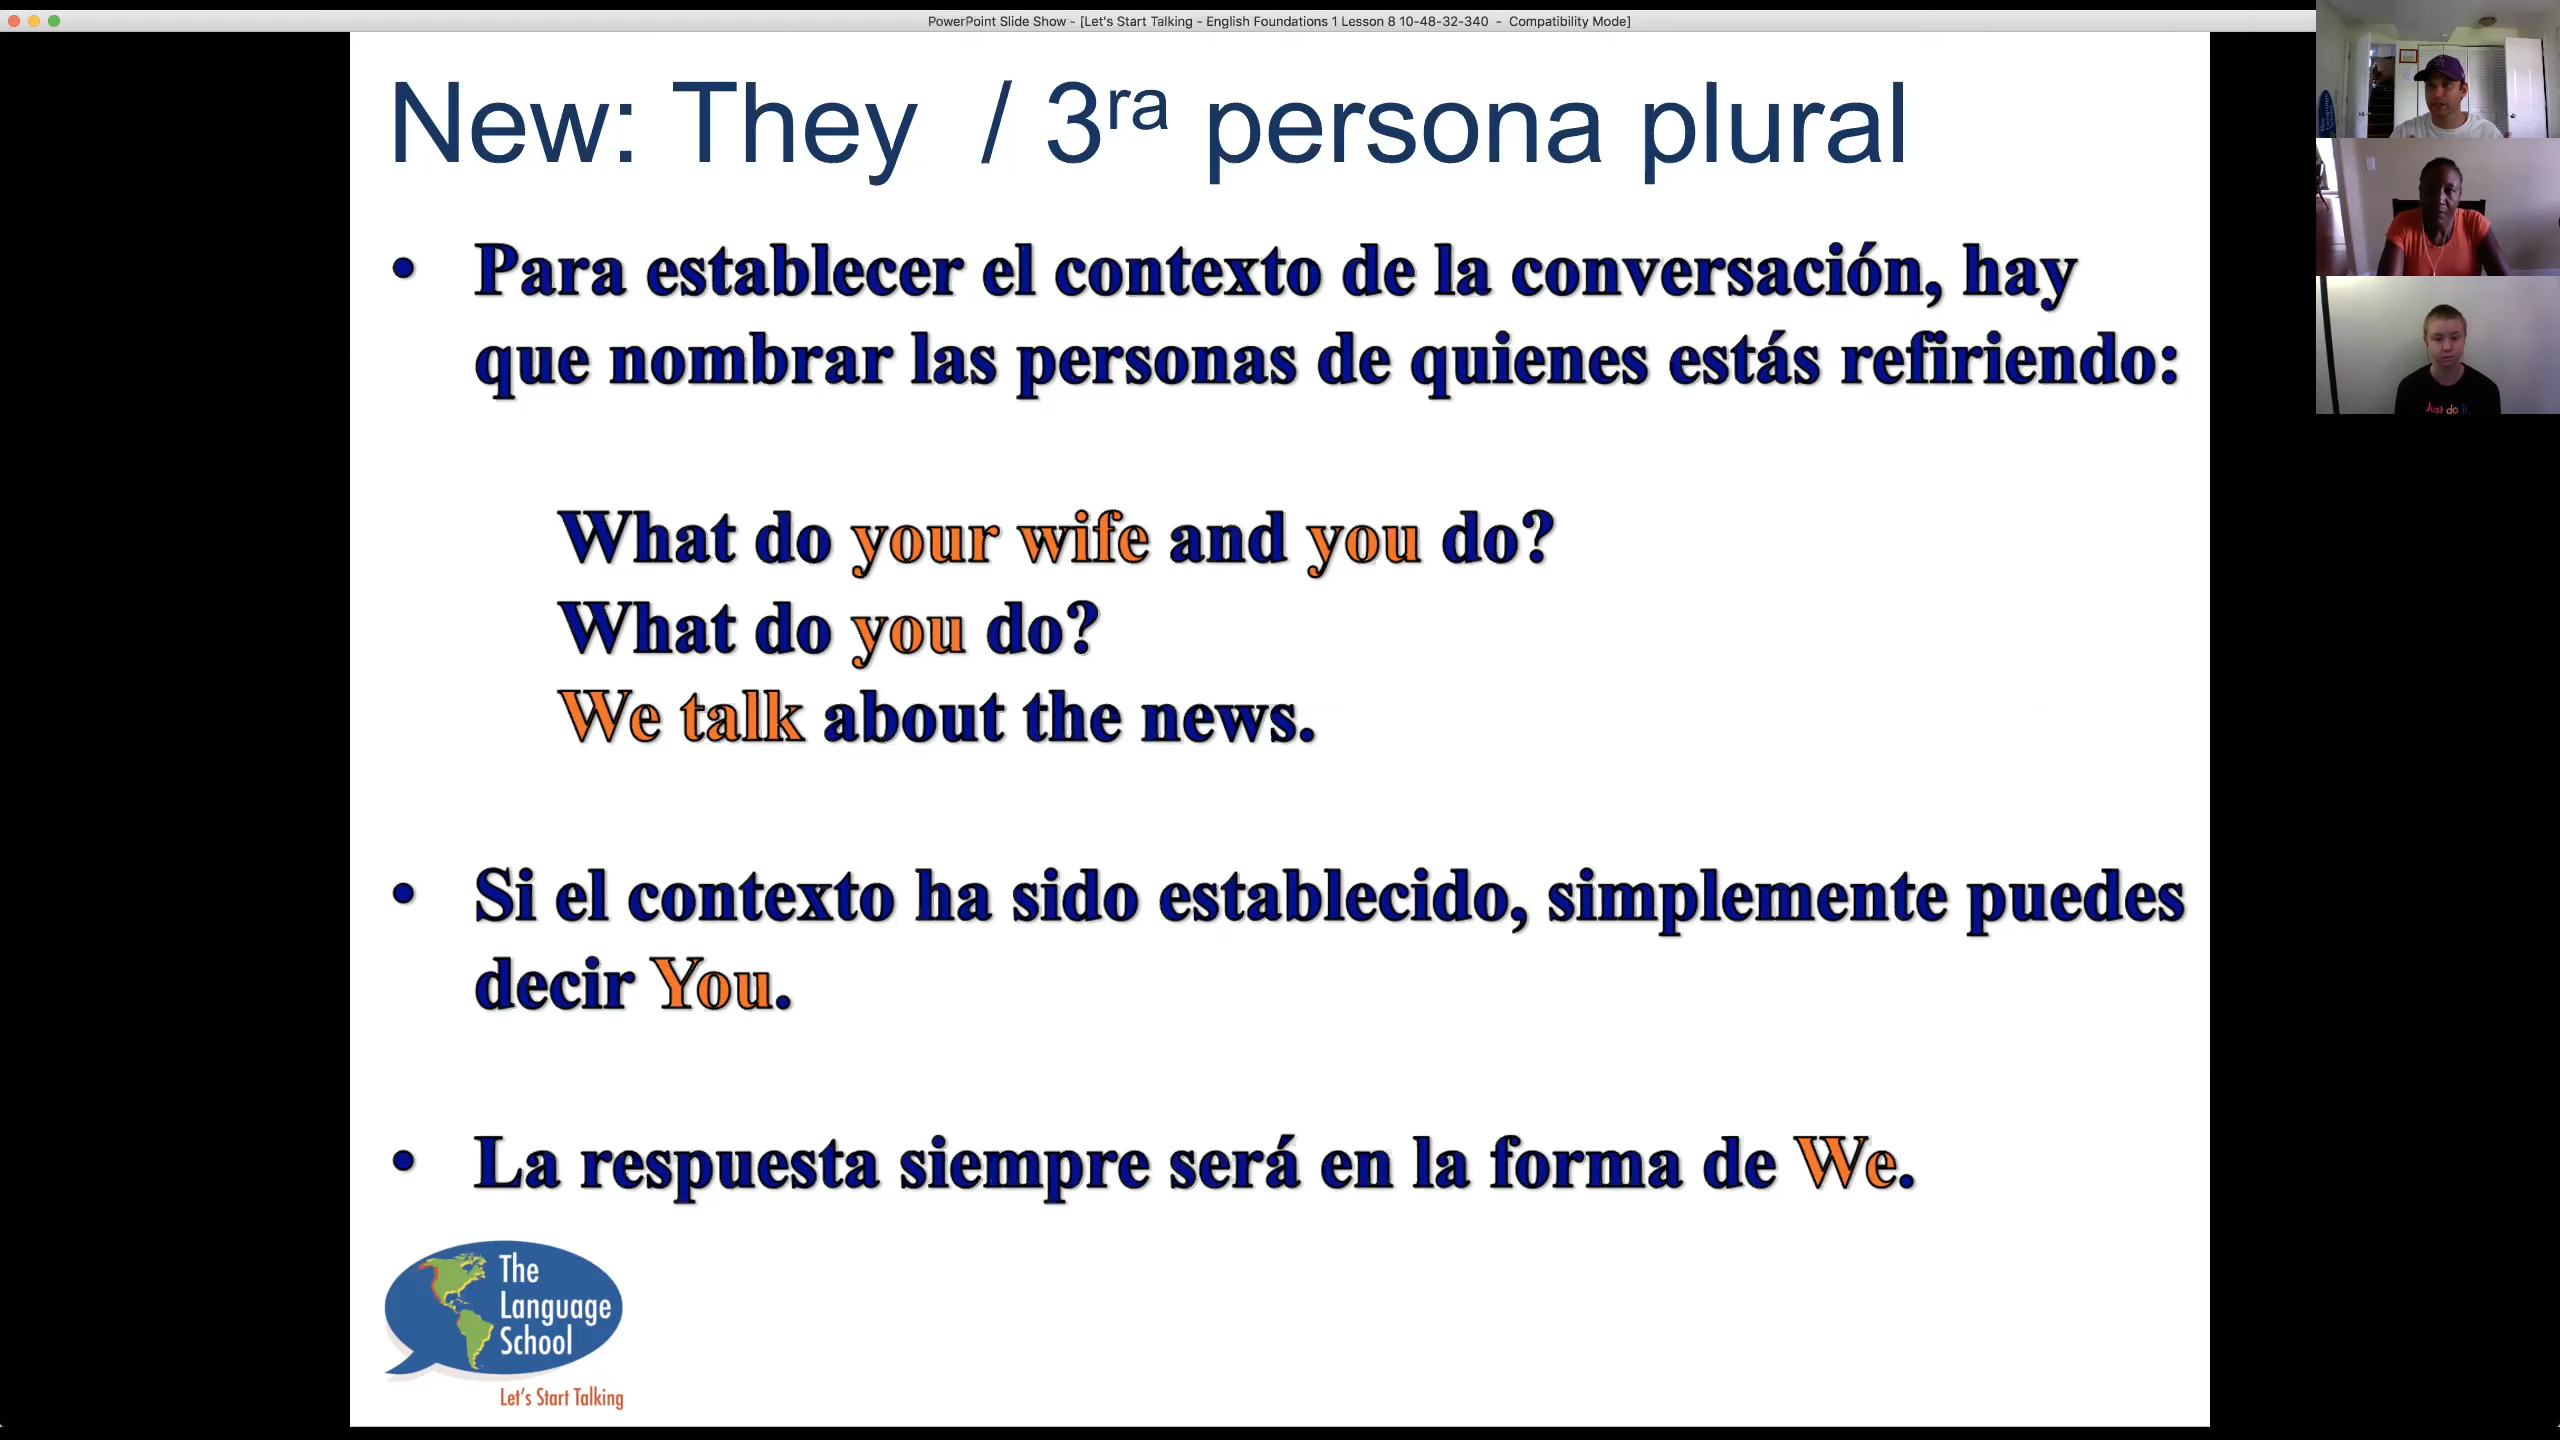 PowerPoint Slide Show - [Let's Start Talking - English Foundations 1 Lesson 8 10-48-32-340 - Compatibility Mode]
New: They / 3ra persona plural
• Para establecer el contexto de la conversación, hay
que nombrar las personas de quienes estás refiriendo:
What do your wife and you do?
What do you do?
We talk about the news.
• Si el contexto ha sido establecido, simplemente puedes
decir You.
• La respuesta siempre será en la forma de We.
The
Language
School
Let's Start Talking
Just do it.